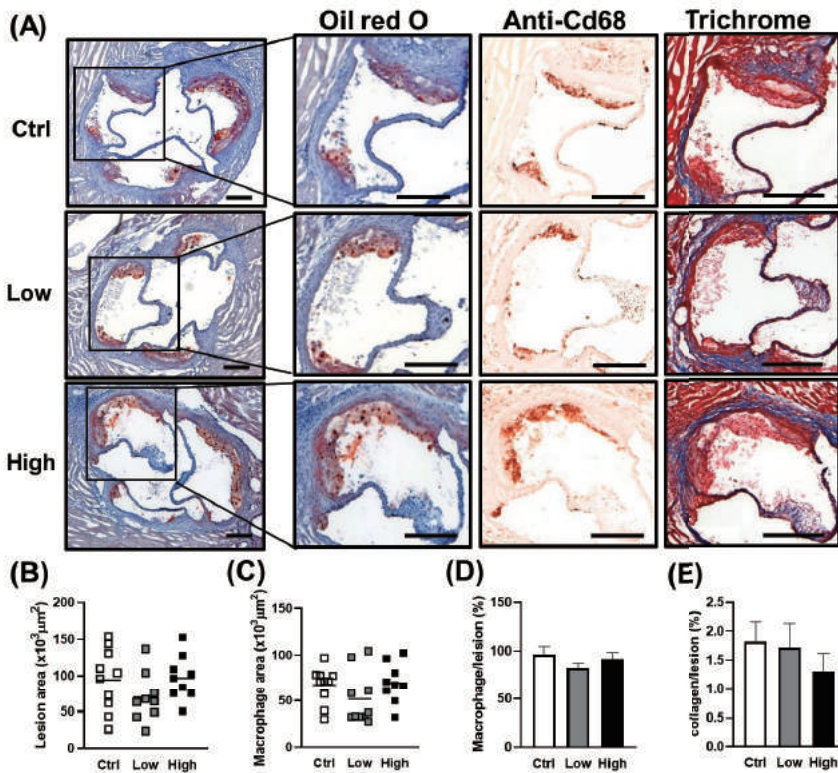 (A)
Oil red O
Anti-Cd68
Trichrome
Ctrl
Low
High
(B)
Lesion area (x10³µm²)
200
150
100
50
0
Ctrl Low High
(C)
Macrophage area (x10³µm²)
150
100
50
0
Ctrl Low High
(D)
Macrophage/leision (%)
150
100
50
0
Ctrl Low High
(E)
collagen/lesion (%)
2.5
2.0
1.5
1.0
0.5
0.0
Ctrl Low High